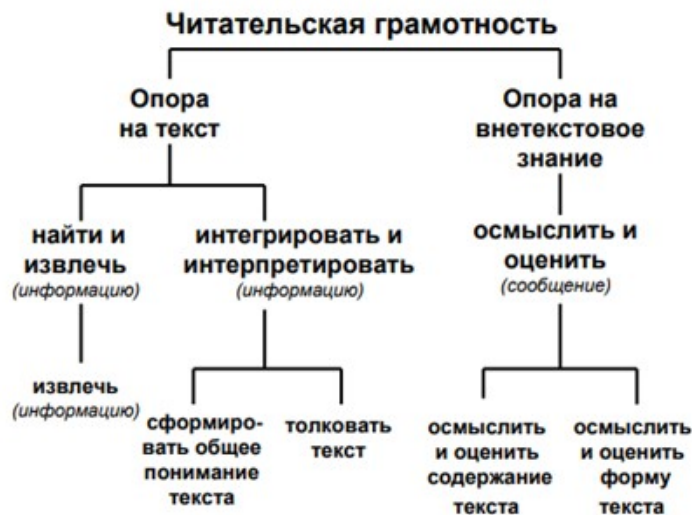 Читательская грамотность
Опора
на текст
Опора на
внетекстовое
знание
найти и
извлечь
(информацию)
интегрировать и
интерпретировать
(информацию)
осмыслить и
оценить
(сообщение)
извлечь
(информацию)
сформиро-
вать общее
понимание
текста
толковать
текст
осмыслить
и оценить
содержание
текста
осмыслить
и оценить
форму
текста